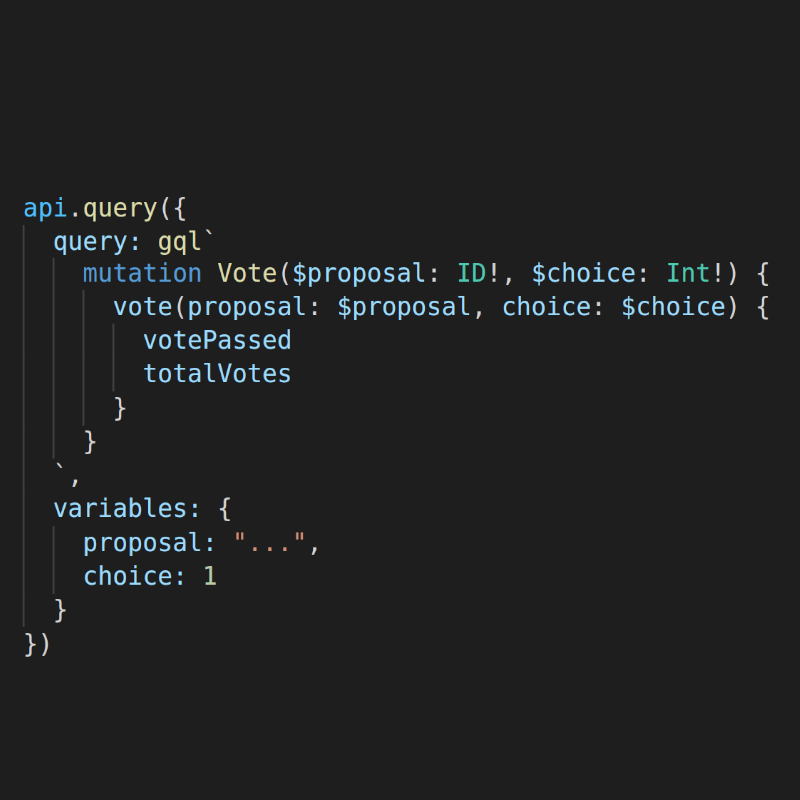 api.query({
  query: gql`
    mutation Vote($proposal: ID!, $choice: Int!) {
      vote(proposal: $proposal, choice: $choice) {
        votePassed
        totalVotes
      }
    }
  `,
  variables: {
    proposal: "...",
    choice: 1
  }
})